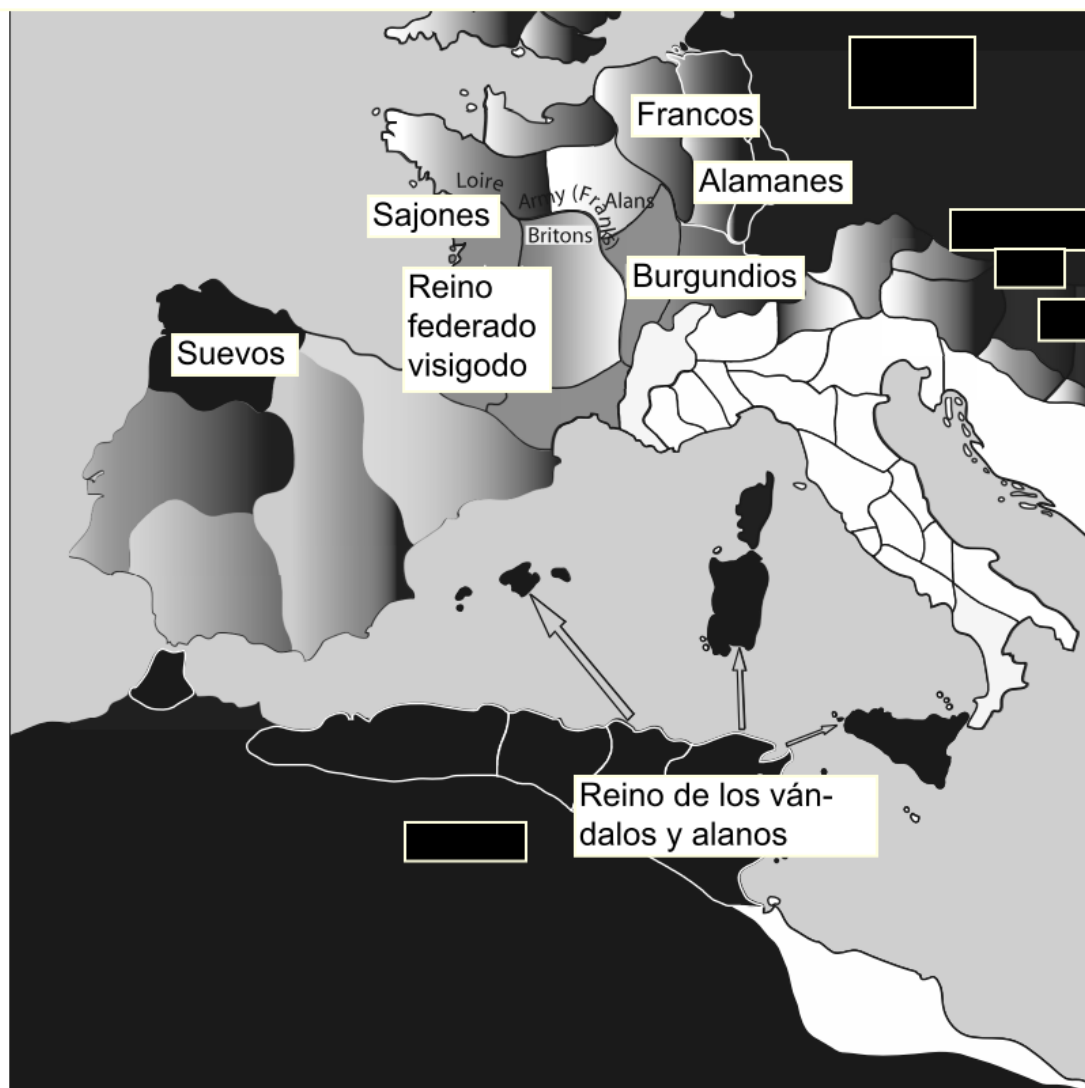 Francos
Alamanes
Loire
Army (Franks)
Alans
Sajones
Britons
Burgundios
Reino
federado
visigodo
Suevos
Reino de los ván-
dalos y alanos